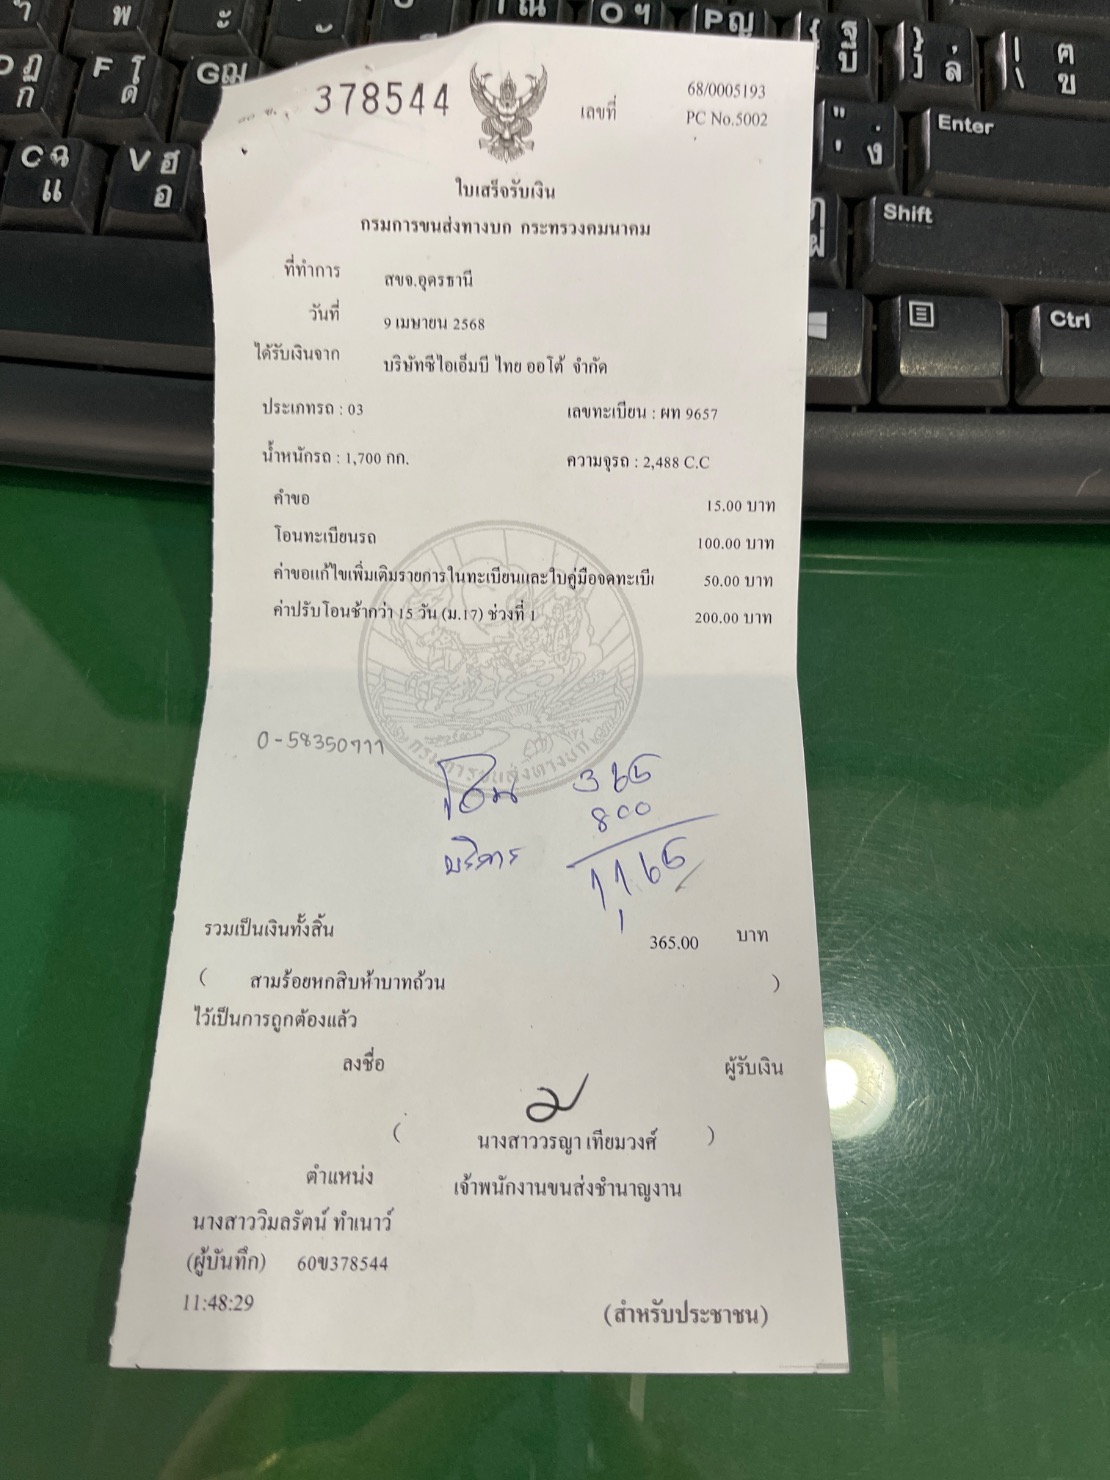 378544
เลขที่ 68/0005193
PC No.5002
ใบเสร็จรับเงิน
กรมการขนส่งทางบก กระทรวงคมนาคม
ที่ทำการ สขจ.อุดรธานี
วันที่ 9 เมษายน 2568
ได้รับเงินจาก บริษัทซีไอเอ็มบี ไทย ออโต้ จำกัด
ประเภทรถ : 03 เลขทะเบียน : ผท 9657
น้ำหนักรถ : 1,700 กก. ความจุรถ : 2,488 C.C
คำขอ 15.00 บาท
โอนทะเบียนรถ 100.00 บาท
ค่าขอแก้ไขเพิ่มเติมรายการในทะเบียนและใบคู่มือจดทะเบี 50.00 บาท
ค่าปรับโอนช้ากว่า 15 วัน (ม.17) ช่วงที่ 1 200.00 บาท
กรมการขนส่งทางบก
โอน 365
800
บริการ
1,165
รวมเป็นเงินทั้งสิ้น 365.00 บาท
( สามร้อยหกสิบห้าบาทถ้วน )
ไว้เป็นการถูกต้องแล้ว
ลงชื่อ ผู้รับเงิน
( นางสาววรญา เทียมวงศ์ )
ตำแหน่ง เจ้าพนักงานขนส่งชำนาญงาน
นางสาววิมลรัตน์ ทำเนาว์
(ผู้บันทึก) 60ข378544
11:48:29
(สำหรับประชาชน)
Enter
Shift
Ctrl